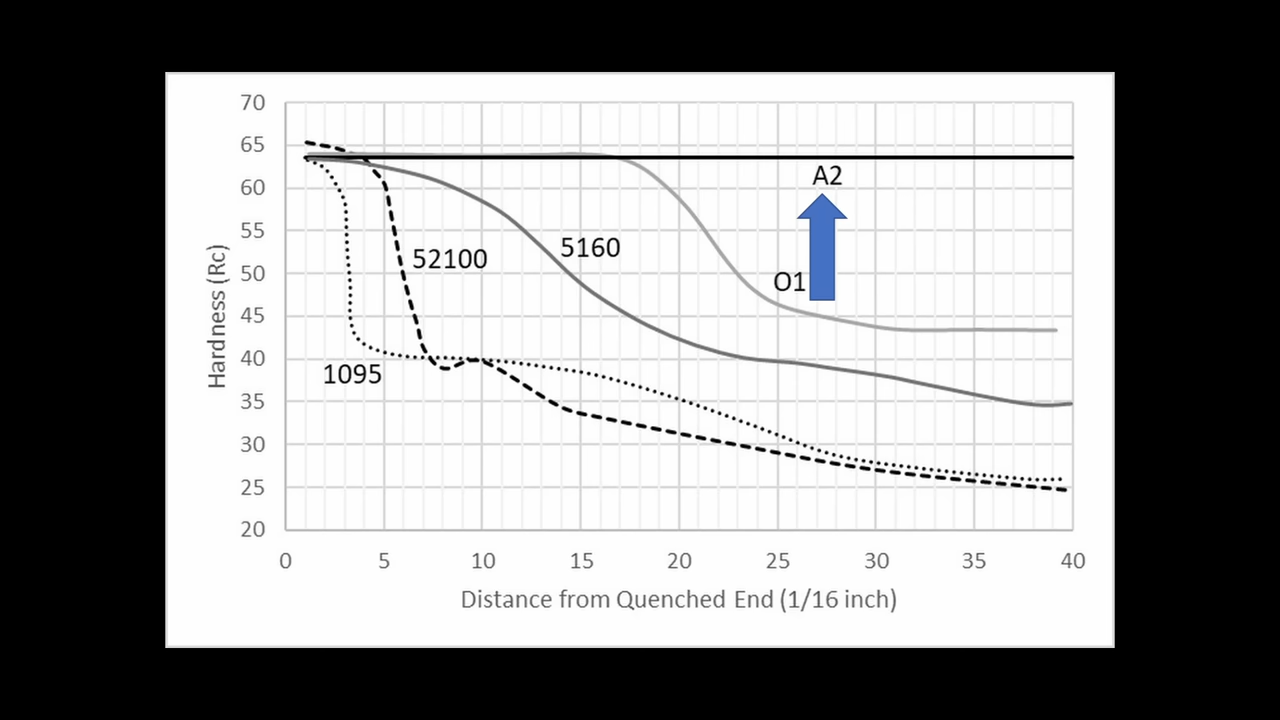 70
65
60
55
50
45
40
35
30
25
20
Hardness (Rc)
A2
5160
52100
O1
1095
0 5 10 15 20 25 30 35 40
Distance from Quenched End (1/16 inch)